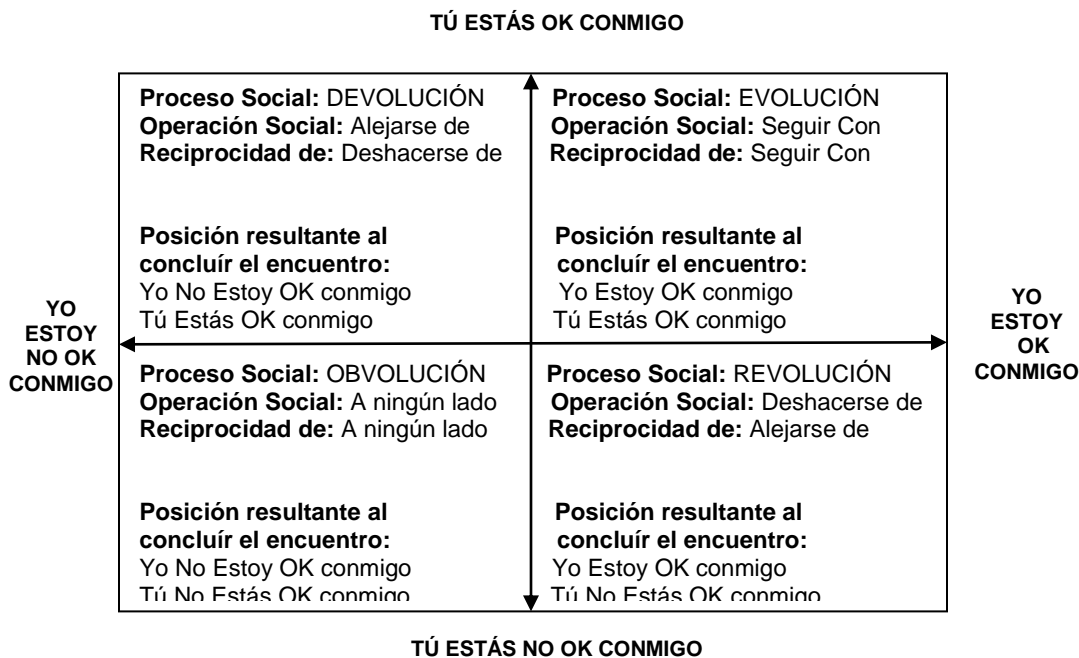 TÚ ESTÁS OK CONMIGO
Proceso Social: DEVOLUCIÓN
Operación Social: Alejarse de
Reciprocidad de: Deshacerse de
Posición resultante al
concluír el encuentro:
Yo No Estoy OK conmigo
Tú Estás OK conmigo
Proceso Social: EVOLUCIÓN
Operación Social: Seguir Con
Reciprocidad de: Seguir Con
Posición resultante al
concluír el encuentro:
Yo Estoy OK conmigo
Tú Estás OK conmigo
YO
ESTOY
NO OK
CONMIGO
YO
ESTOY
OK
CONMIGO
Proceso Social: OBVOLUCIÓN
Operación Social: A ningún lado
Reciprocidad de: A ningún lado
Posición resultante al
concluír el encuentro:
Yo No Estoy OK conmigo
Tú No Estás OK conmigo
Proceso Social: REVOLUCIÓN
Operación Social: Deshacerse de
Reciprocidad de: Alejarse de
Posición resultante al
concluír el encuentro:
Yo Estoy OK conmigo
Tú No Estás OK conmigo
TÚ ESTÁS NO OK CONMIGO